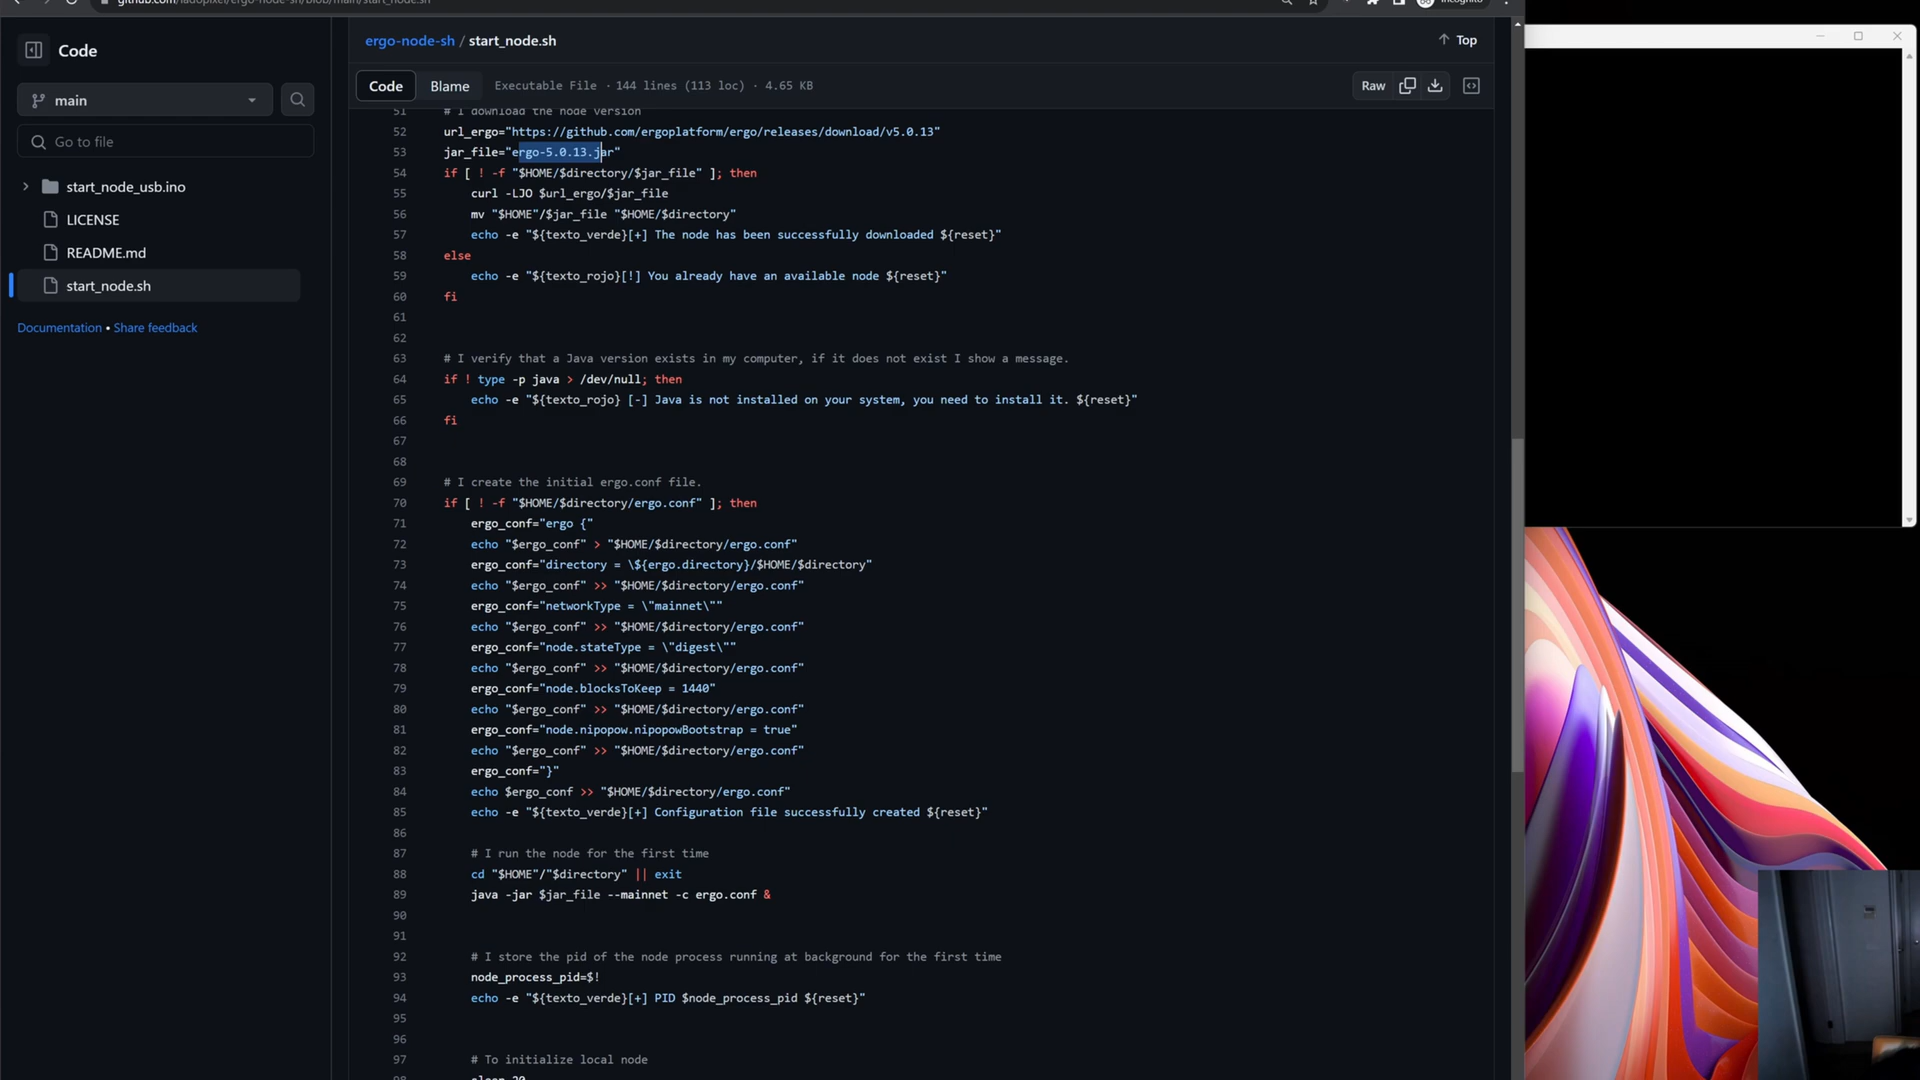 github.com/ladopixel/ergo-node-sh/blob/main/start_node.sh
Incognito
Code
ergo-node-sh / start_node.sh
Top
main
Code Blame Executable File · 144 lines (113 loc) · 4.65 KB Raw
Go to file
start_node_usb.ino
LICENSE
README.md
start_node.sh
Documentation • Share feedback
51 # I download the node version
52 url_ergo="https://github.com/ergoplatform/ergo/releases/download/v5.0.13"
53 jar_file="ergo-5.0.13.jar"
54 if [ ! -f "$HOME/$directory/$jar_file" ]; then
55 curl -LJO $url_ergo/$jar_file
56 mv "$HOME"/$jar_file "$HOME/$directory"
57 echo -e "${texto_verde}[+] The node has been successfully downloaded ${reset}"
58 else
59 echo -e "${texto_rojo}[!] You already have an available node ${reset}"
60 fi
61
62
63 # I verify that a Java version exists in my computer, if it does not exist I show a message.
64 if ! type -p java > /dev/null; then
65 echo -e "${texto_rojo} [-] Java is not installed on your system, you need to install it. ${reset}"
66 fi
67
68
69 # I create the initial ergo.conf file.
70 if [ ! -f "$HOME/$directory/ergo.conf" ]; then
71 ergo_conf="ergo {"
72 echo "$ergo_conf" > "$HOME/$directory/ergo.conf"
73 ergo_conf="directory = \${ergo.directory}/$HOME/$directory"
74 echo "$ergo_conf" >> "$HOME/$directory/ergo.conf"
75 ergo_conf="networkType = \"mainnet\""
76 echo "$ergo_conf" >> "$HOME/$directory/ergo.conf"
77 ergo_conf="node.stateType = \"digest\""
78 echo "$ergo_conf" >> "$HOME/$directory/ergo.conf"
79 ergo_conf="node.blocksToKeep = 1440"
80 echo "$ergo_conf" >> "$HOME/$directory/ergo.conf"
81 ergo_conf="node.nipopow.nipopowBootstrap = true"
82 echo "$ergo_conf" >> "$HOME/$directory/ergo.conf"
83 ergo_conf="}"
84 echo $ergo_conf >> "$HOME/$directory/ergo.conf"
85 echo -e "${texto_verde}[+] Configuration file successfully created ${reset}"
86
87 # I run the node for the first time
88 cd "$HOME"/"$directory" || exit
89 java -jar $jar_file --mainnet -c ergo.conf &
90
91
92 # I store the pid of the node process running at background for the first time
93 node_process_pid=$!
94 echo -e "${texto_verde}[+] PID $node_process_pid ${reset}"
95
96
97 # To initialize local node
98 sleep 20